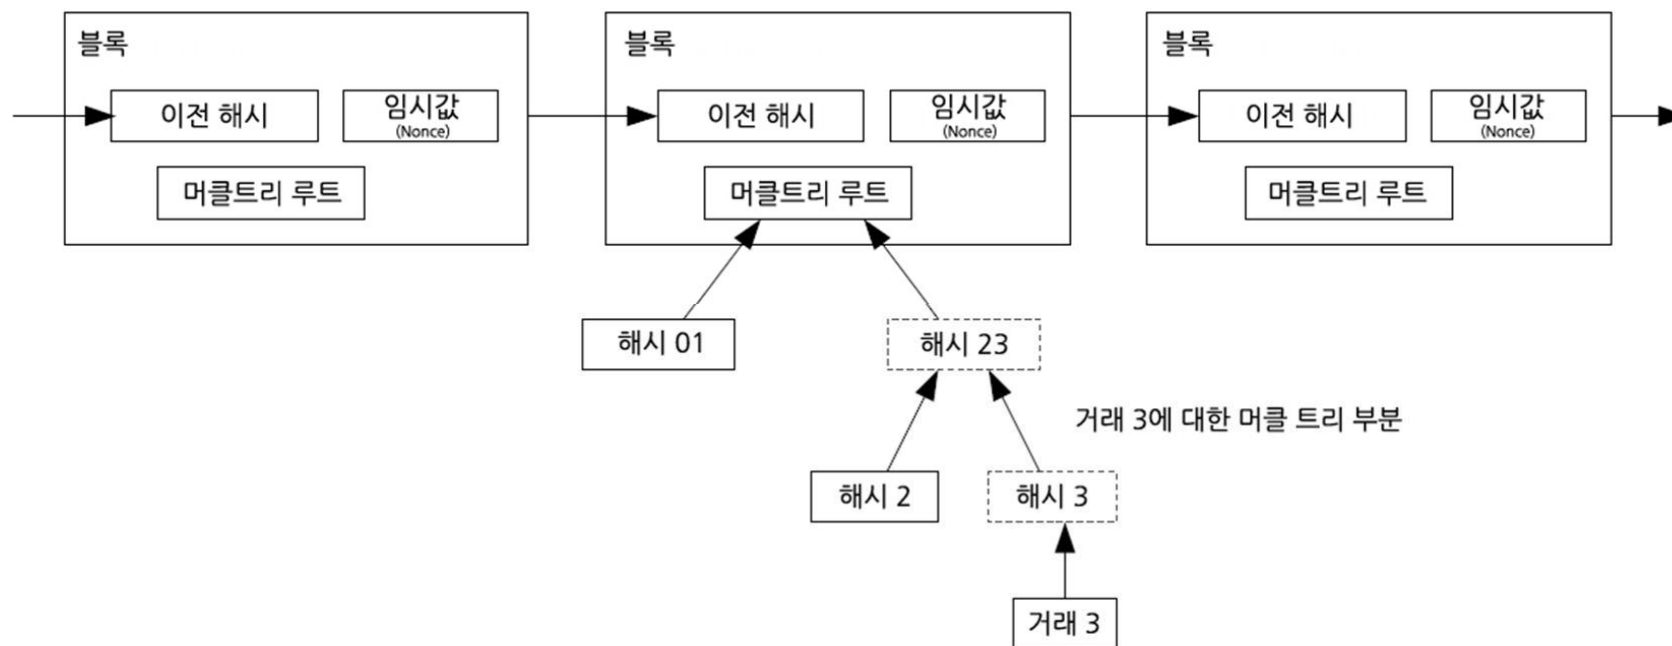 블록
이전 해시
임시값
(Nonce)
머클트리 루트
블록
이전 해시
임시값
(Nonce)
머클트리 루트
블록
이전 해시
임시값
(Nonce)
머클트리 루트
해시 01
해시 23
거래 3에 대한 머클 트리 부분
해시 2
해시 3
거래 3